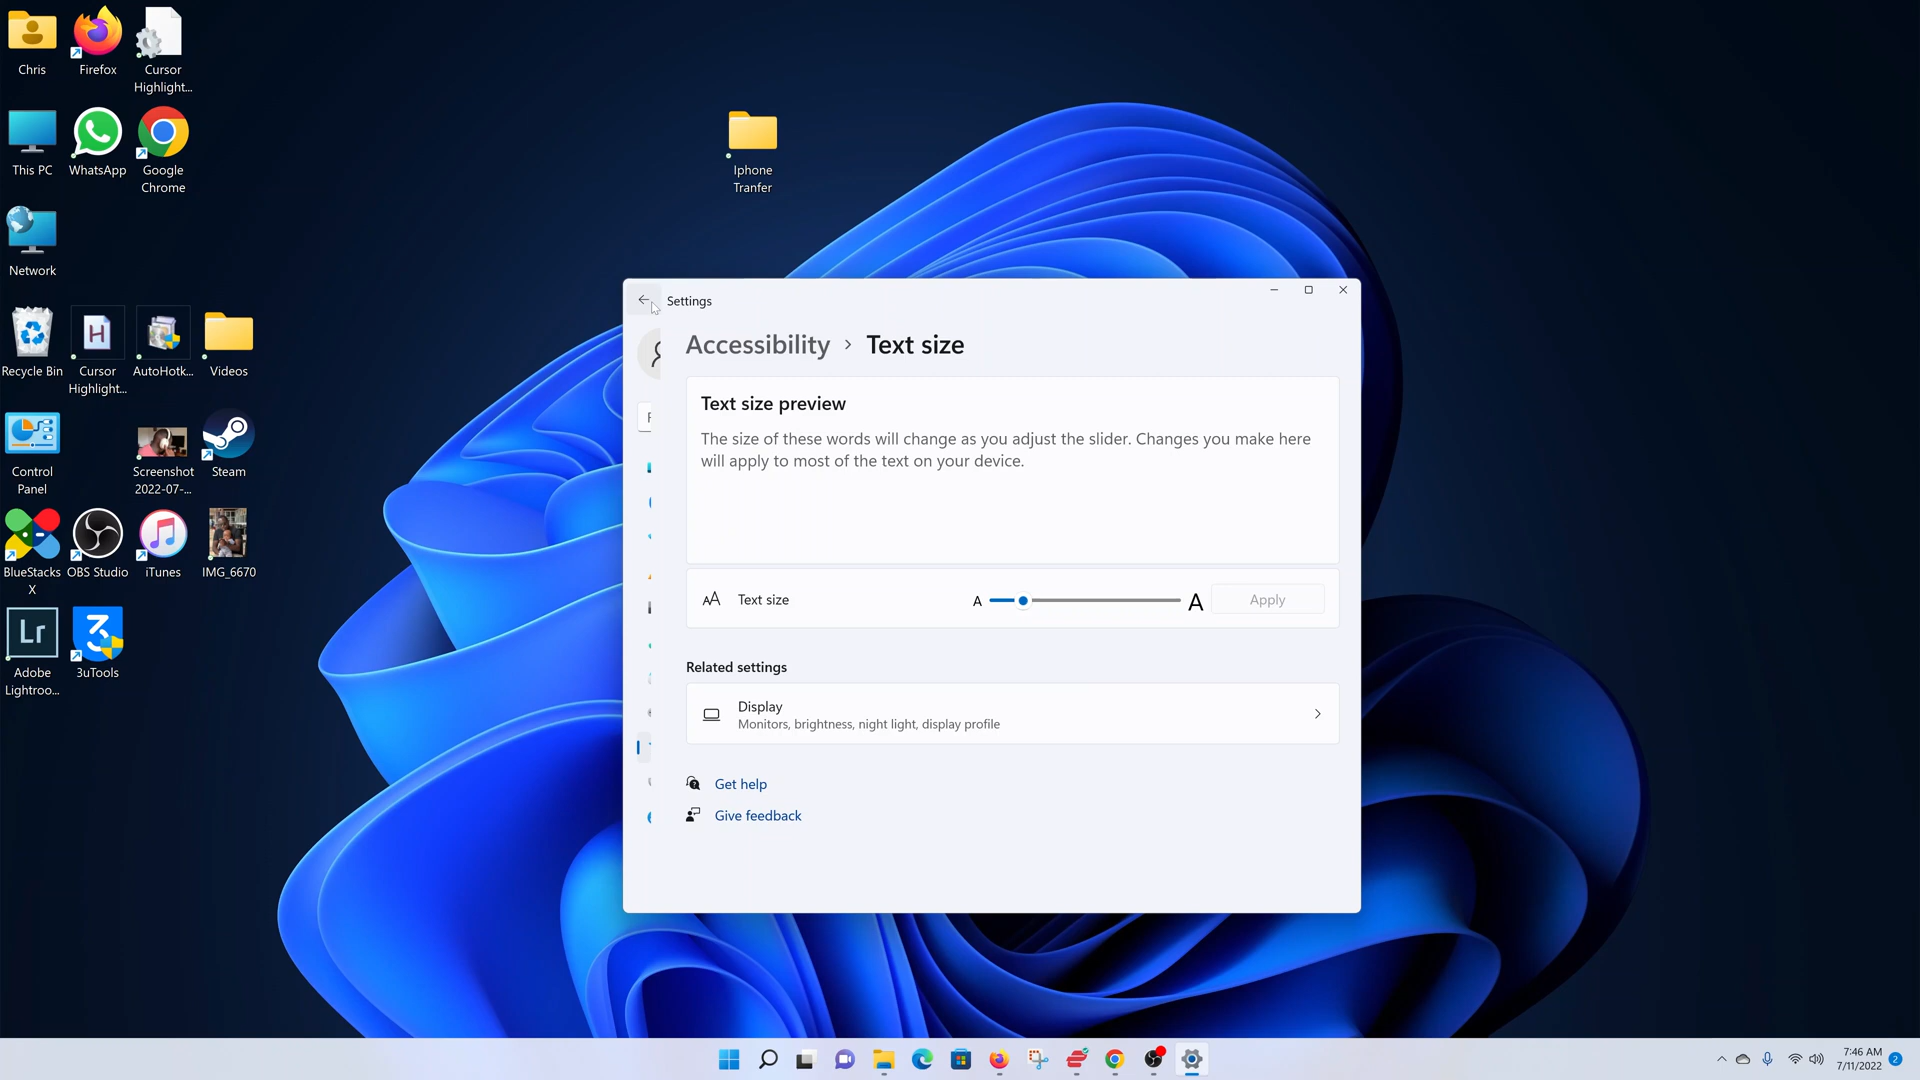 Chris
Firefox
Cursor
Highlight...
This PC
WhatsApp
Google
Chrome
Network
Recycle Bin
Cursor
Highlight...
AutoHotk...
Videos
Control
Panel
Screenshot
2022-07-...
Steam
BlueStacks
X
OBS Studio
iTunes
IMG_6670
Adobe
Lightroo...
3uTools
Lr
H
Iphone
Tranfer
Settings
Accessibility > Text size
Text size preview
The size of these words will change as you adjust the slider. Changes you make here
will apply to most of the text on your device.
AA Text size A A Apply
Related settings
Display
Monitors, brightness, night light, display profile
Get help
Give feedback
7:46 AM
7/11/2022
2